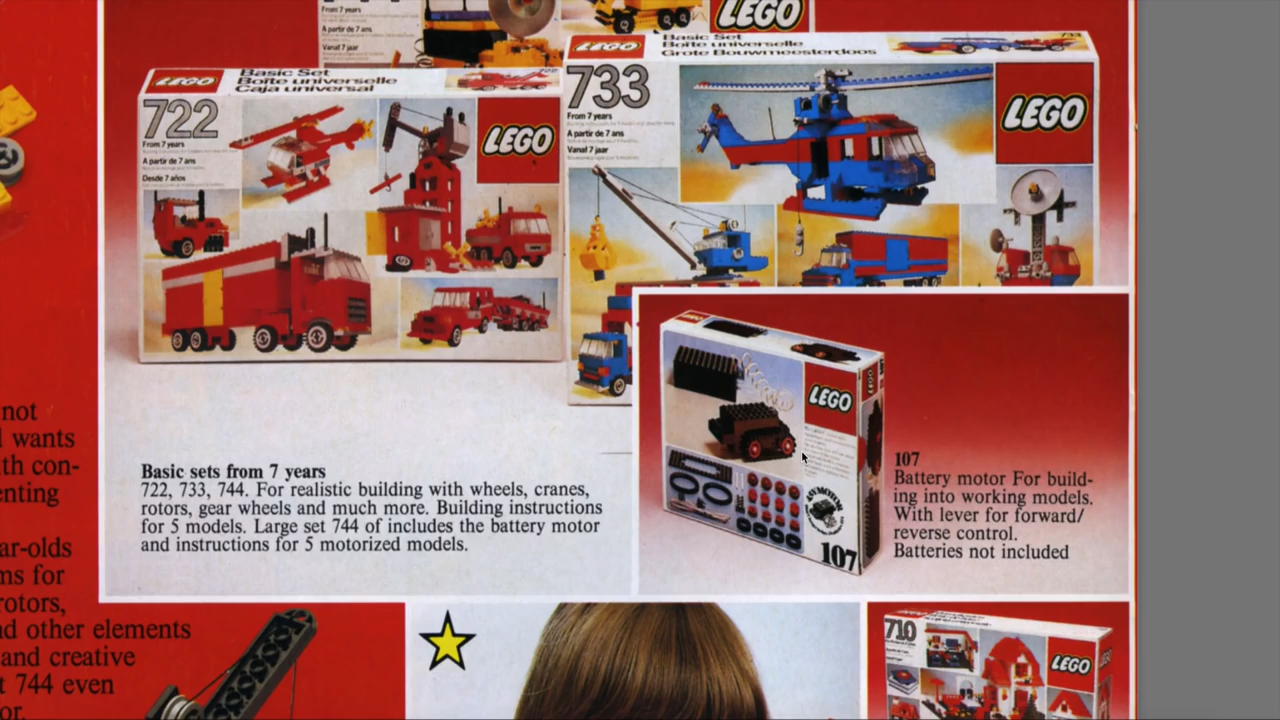 From 7 years
A partir de 7 ans
Vanaf 7 jaar
LEGO
LEGO
Basic Set
Boîte universelle
Caja universal
722
722
From 7 years
A partir de 7 ans
Desde 7 años
LEGO
LEGO
Basic Set
Boîte universelle
Grote Bouwmeesterdoos
733
733
From 7 years
A partir de 7 ans
Vanaf 7 jaar
LEGO
LEGO
LEGO
107
107
Battery motor For build-
ing into working models.
With lever for forward/
reverse control.
Batteries not included
Basic sets from 7 years
722, 733, 744. For realistic building with wheels, cranes,
rotors, gear wheels and much more. Building instructions
for 5 models. Large set 744 of includes the battery motor
and instructions for 5 motorized models.
not
wants
con-
enting
ar-olds
ms for
rotors,
nd other elements
and creative
t 744 even
or.
710
LEGO